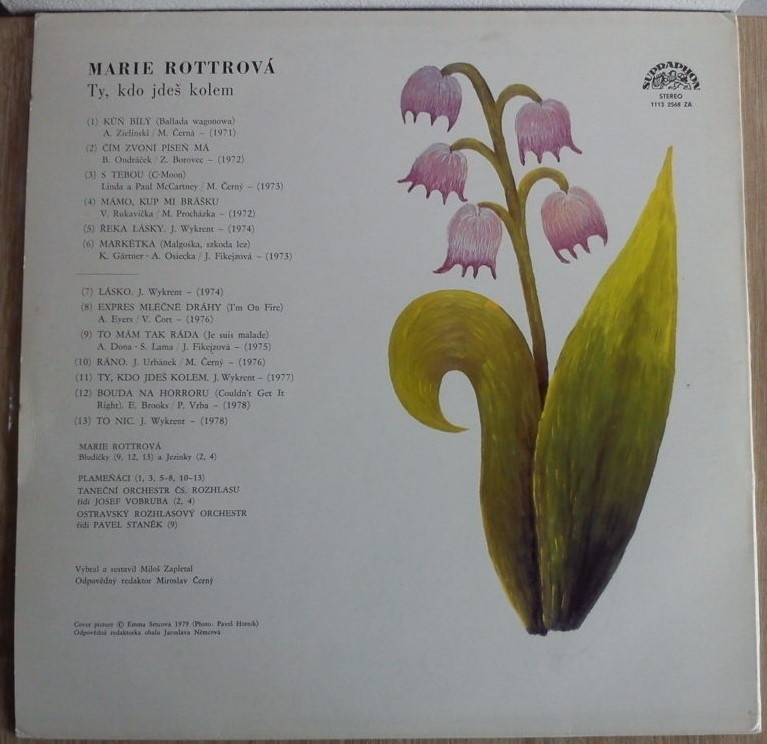 MARIE ROTTROVÁ
Ty, kdo jdeš kolem
(1) KŮŇ BÍLÝ (Ballada wagonowa)
A. Zieliński / M. Černá – (1971)
(2) ČÍM ZVONÍ PÍSEŇ MÁ
B. Ondráček / Z. Borovec – (1972)
(3) S TEBOU (C-Moon)
Linda a Paul McCartney / M. Černý – (1973)
(4) MÁMO, KUP MI BRÁŠKU
V. Rukavička / M. Procházka – (1972)
(5) ŘEKA LÁSKY. J. Wykrent – (1974)
(6) MARKÉTKA (Malgoška, szkoda lez)
K. Gärtner - A. Osiecka / J. Fikejzová – (1973)
(7) LÁSKO. J. Wykrent – (1974)
(8) EXPRES MLÉČNÉ DRÁHY (I'm On Fire)
A. Eyers / V. Čort – (1976)
(9) TO MÁM TAK RÁDA (Je suis malade)
A. Dona - S. Lama / J. Fikejzová – (1975)
(10) RÁNO. J. Urbánek / M. Černý – (1976)
(11) TY, KDO JDEŠ KOLEM. J. Wykrent – (1977)
(12) BOUDA NA HORRORU (Couldn't Get It
Right). E. Brooks / P. Vrba – (1978)
(13) TO NIC. J. Wykrent – (1978)
MARIE ROTTROVÁ
Bludičky (9, 12, 13) a Jezinky (2, 4)
PLAMEŇÁCI (1, 3, 5–8, 10–13)
TANEČNÍ ORCHESTR ČS. ROZHLASU
řídí JOSEF VOBRUBA (2, 4)
OSTRAVSKÝ ROZHLASOVÝ ORCHESTR
řídí PAVEL STANĚK (9)
Vybral a sestavil Miloš Zapletal
Odpovědný redaktor Miroslav Černý
Cover picture © Emma Srncová 1979 (Photo: Pavel Horník)
Odpovědná redaktorka obalu Jaroslava Němcová
SUPRAPHON
STEREO
1113 2568 ZA